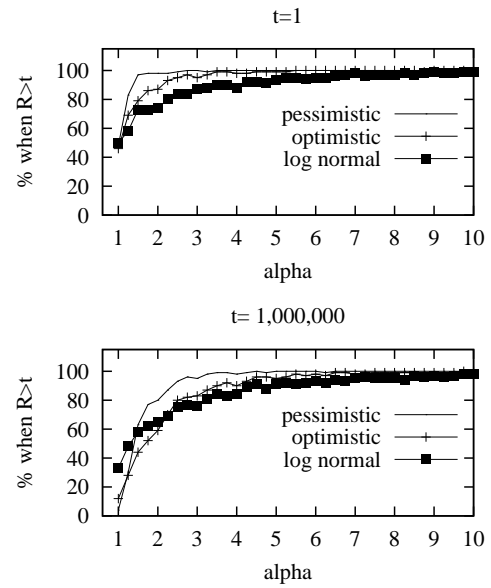 t=1
% when R>t
100
80
60
40
20
0
pessimistic
optimistic
log normal
1 2 3 4 5 6 7 8 9 10
alpha
t= 1,000,000
% when R>t
100
80
60
40
20
0
pessimistic
optimistic
log normal
1 2 3 4 5 6 7 8 9 10
alpha